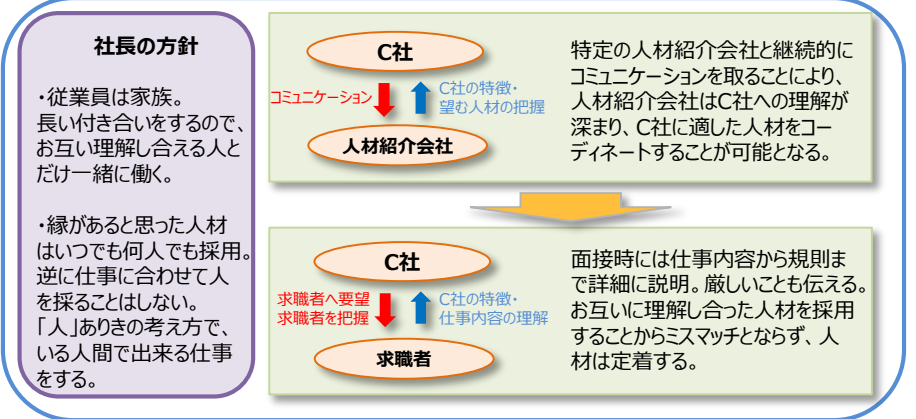 社長の方針
・従業員は家族。
長い付き合いをするので、
お互い理解し合える人と
だけ一緒に働く。
・縁があると思った人材
はいつでも何人でも採用。
逆に仕事に合わせて人
を採ることはしない。
「人」ありきの考え方で、
いる人間で出来る仕事
をする。
C社
コミュニケーション
C社の特徴・
望む人材の把握
人材紹介会社
特定の人材紹介会社と継続的に
コミュニケーションを取ることにより、
人材紹介会社はC社への理解が
深まり、C社に適した人材をコー
ディネートすることが可能となる。
C社
求職者へ要望
求職者を把握
C社の特徴・
仕事内容の理解
求職者
面接時には仕事内容から規則ま
で詳細に説明。厳しいことも伝える。
お互いに理解し合った人材を採用
することからミスマッチとならず、人
材は定着する。